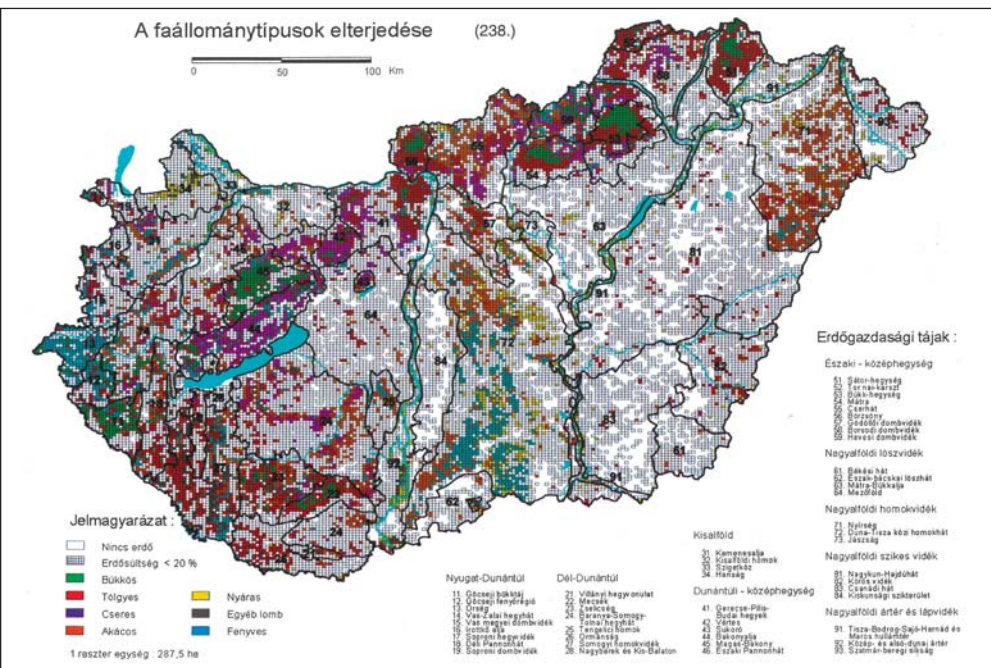 A faállománytípusok elterjedése (238.)
0 50 100 Km
Erdőgazdasági tájak :
Északi - középhegység
51. Sátor-hegység
52. Tornai-karszt
53. Bükk-hegység
54. Mátra
55. Cserhát
56. Börzsöny
57. Gödöllői dombvidék
58. Borsodi dombvidék
59. Hevesi dombvidék
Nagyalföldi löszvidék
61. Békési hát
62. Észak-bácskai löszhát
63. Mátra-Bükkalja
64. Mezőföld
Nagyalföldi homokvidék
71. Nyírség
72. Duna-Tisza közi homokhát
73. Jászság
Nagyalföldi szikes vidék
81. Nagykun-Hajdúhát
82. Körös vidék
83. Csanádi hát
84. Kiskunsági szikterület
Nagyalföldi ártér és lápvidék
91. Tisza-Bodrog-Sajó-Hernád és
Maros hullámtér
92. Közép- és alsó-dunai ártér
93. Szatmár-beregi síkság
Jelmagyarázat :
Nincs erdő
Erdősültség < 20 %
Bükkös
Tölgyes
Cseres
Akácos
Nyáras
Egyéb lomb
Fenyves
1 raszter egység : 287,5 ha
Nyugat-Dunántúl
11. Göcseji bükktáj
12. Göcseji fenyőrégió
13. Őrség
14. Vas-Zalai hegyhát
15. Vas megyei dombvidék
16. Írottkő alja
17. Soproni hegyvidék
18. Déli Pannonhát
19. Soproni dombvidék
Dél-Dunántúl
21. Villányi hegyvonulat
22. Mecsek
23. Zselicség
24. Baranya-Somogy-
Tolnai hegyhát
25. Tengelici homok
26. Ormánság
27. Somogyi homokvidék
28. Nagyberek és Kis-Balaton
Kisalföld
31. Kemenesalja
32. Kisalföldi homok
33. Szigetköz
34. Hanság
Dunántúli - középhegység
41. Gerecse-Pilis-
Budai hegyek
42. Vértes
43. Sukoró
44. Bakonyalja
45. Magas-Bakony
46. Északi Pannonhát